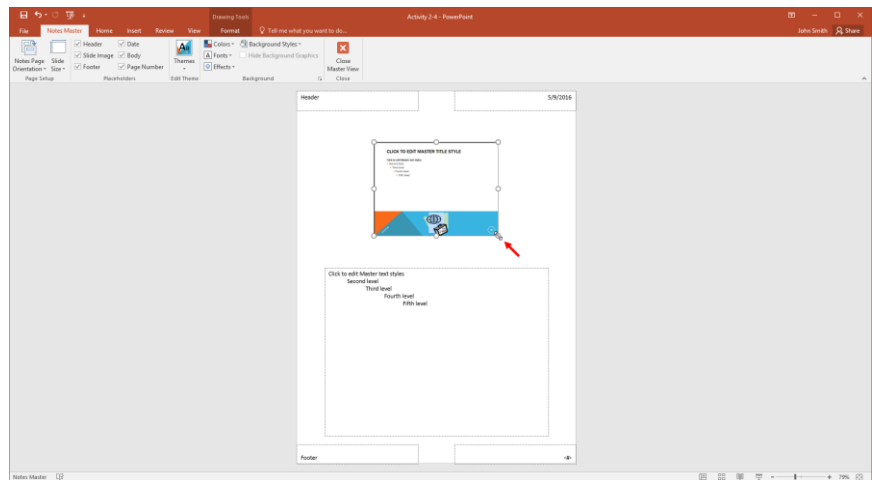 Drawing Tools
Activity 2-4 - PowerPoint
File Notes Master Home Insert Review View Format Tell me what you want to do... John Smith Share
Header Date
Slide Image Body
Footer Page Number
Notes Page Orientation
Slide Size
Themes
Colors
Fonts
Effects
Background Styles
Hide Background Graphics
Close Master View
Page Setup Placeholders Edit Theme Background Close
Header 5/9/2016
CLICK TO EDIT MASTER TITLE STYLE
Click to edit Master text styles
Second level
Third level
Fourth level
Fifth level
Footer ‹#›
Notes Master 79%